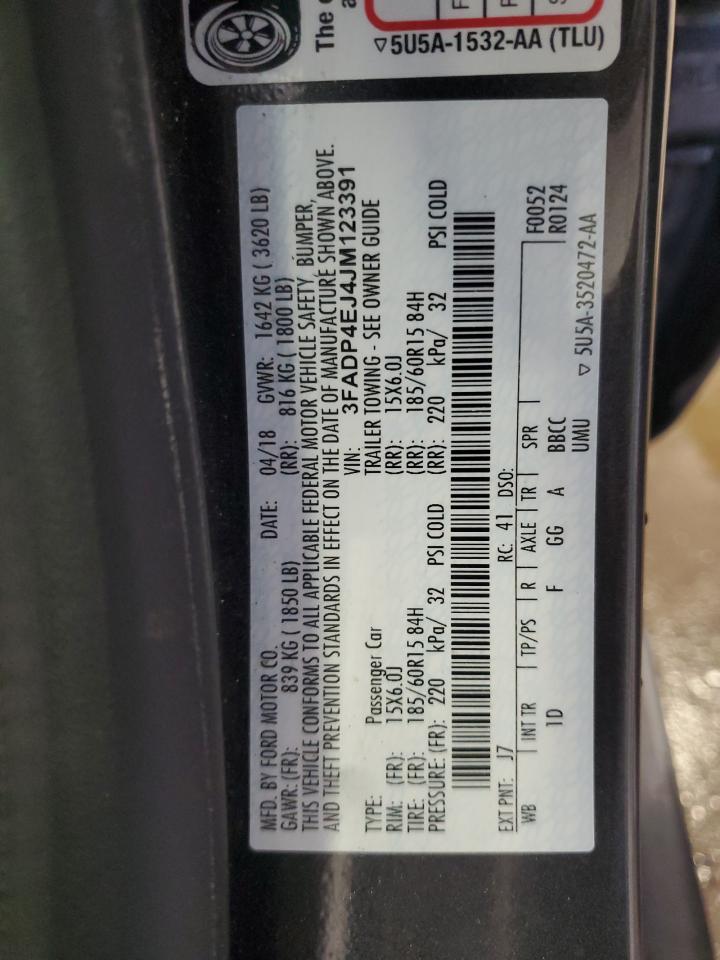 The
▽5U5A-1532-AA (TLU)
MFD. BY FORD MOTOR CO. DATE: 04/18 GVWR: 1642 KG ( 3620 LB)
GAWR: (FR): 839 KG ( 1850 LB) (RR): 816 KG ( 1800 LB)
THIS VEHICLE CONFORMS TO ALL APPLICABLE FEDERAL MOTOR VEHICLE SAFETY, BUMPER,
AND THEFT PREVENTION STANDARDS IN EFFECT ON THE DATE OF MANUFACTURE SHOWN ABOVE.
VIN: 3FADP4EJ4JM123391
TYPE: Passenger Car TRAILER TOWING - SEE OWNER GUIDE
RIM: (FR): 15X6.0J (RR): 15X6.0J
TIRE: (FR): 185/60R15 84H (RR): 185/60R15 84H
PRESSURE: (FR): 220 kPa/ 32 PSI COLD (RR): 220 kPa/ 32 PSI COLD
EXT PNT: J7 RC: 41 DSO:
WB INT TR TP/PS R AXLE TR SPR F0052
1D F GG A BBCC R0124
UMU
▽ 5U5A-3520472-AA